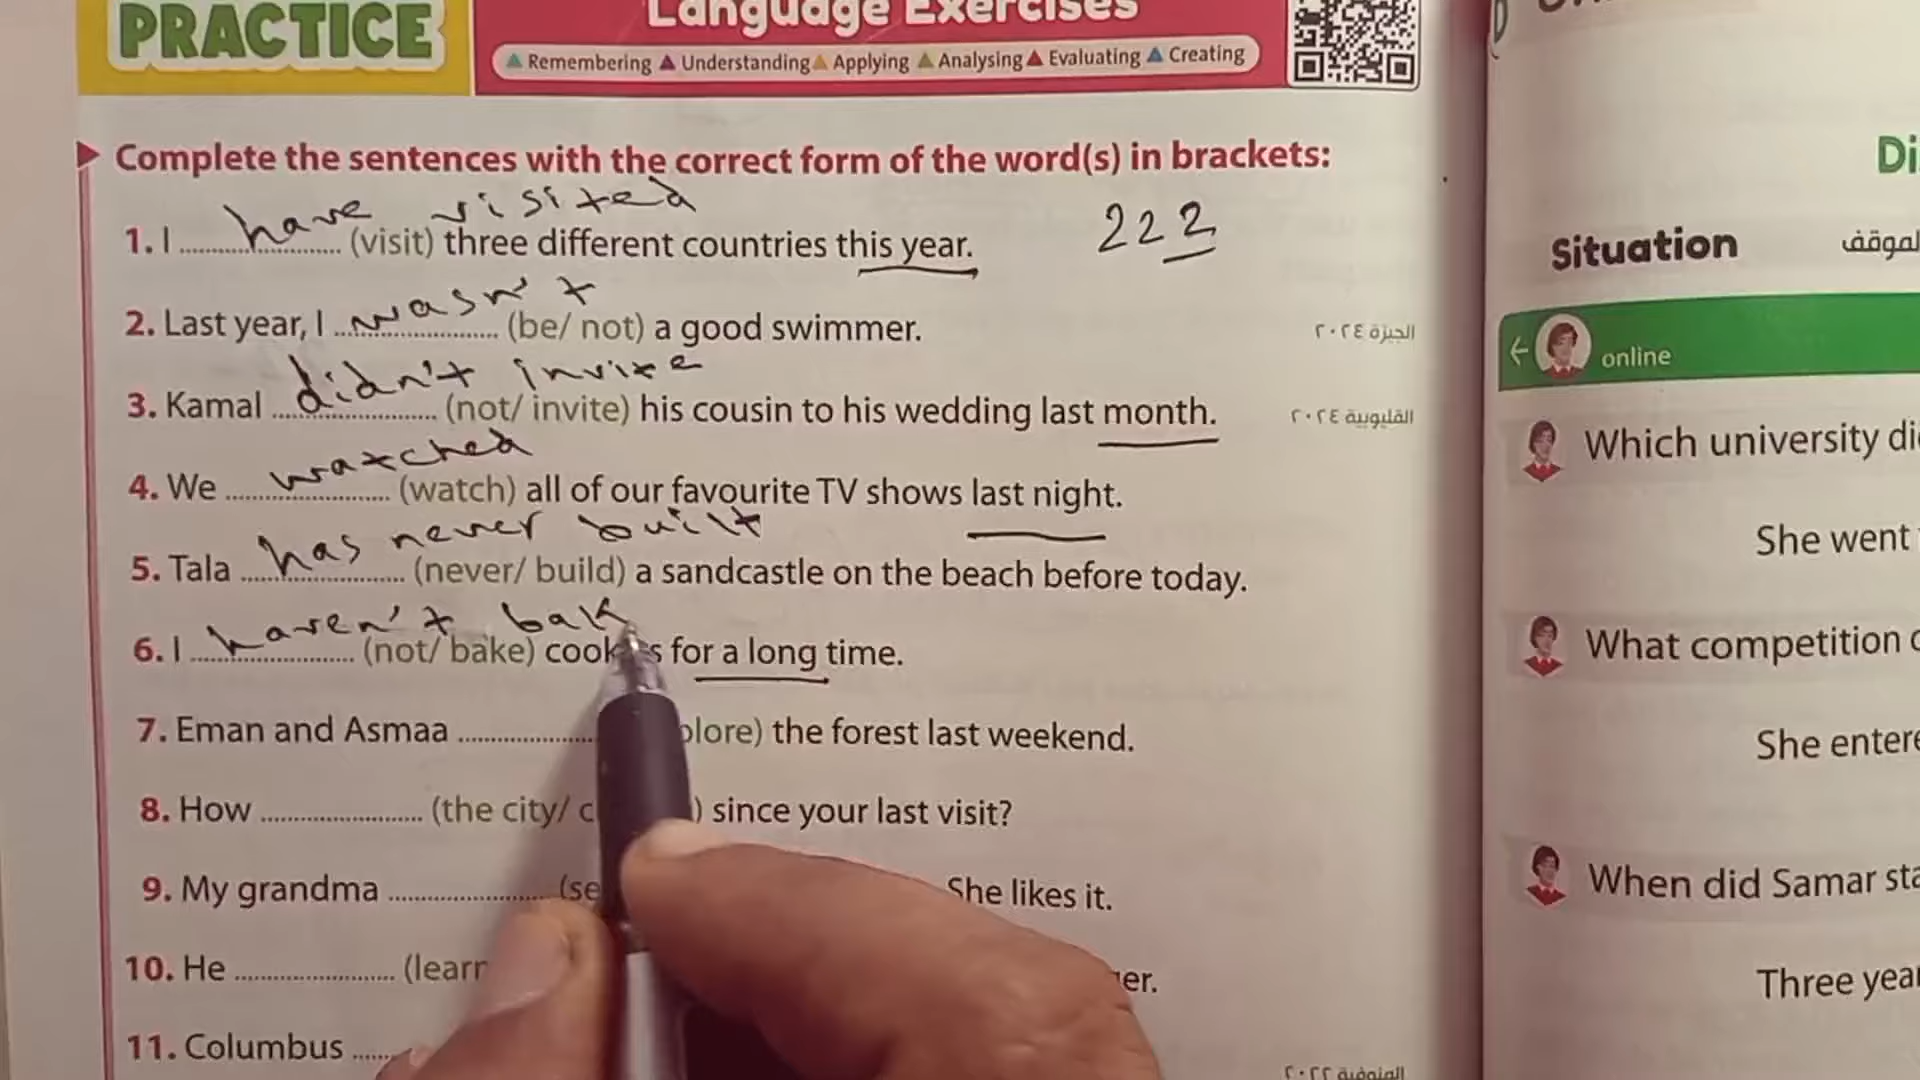 PRACTICE
Language Exercises
Remembering Understanding Applying Analysing Evaluating Creating
Complete the sentences with the correct form of the word(s) in brackets:
have visited 222
1. I ........................ (visit) three different countries this year.
wasn't
2. Last year, I ........................ (be/ not) a good swimmer. الجيزة ٢٠٢٤
didn't invite
3. Kamal ........................ (not/ invite) his cousin to his wedding last month. القليوبية ٢٠٢٤
watched
4. We ........................ (watch) all of our favourite TV shows last night.
has never built
5. Tala ........................ (never/ build) a sandcastle on the beach before today.
haven't bak
6. I ........................ (not/ bake) cookies for a long time.
7. Eman and Asmaa .................... plore) the forest last weekend.
8. How ........................ (the city/ c ) since your last visit?
9. My grandma ........................ (se She likes it.
10. He ........................ (learn er.
11. Columbus ......
المنوفية ٢٠٢٢
Di
Situation الموقف
online
Which university di
She went
What competition
She entere
When did Samar sta
Three year